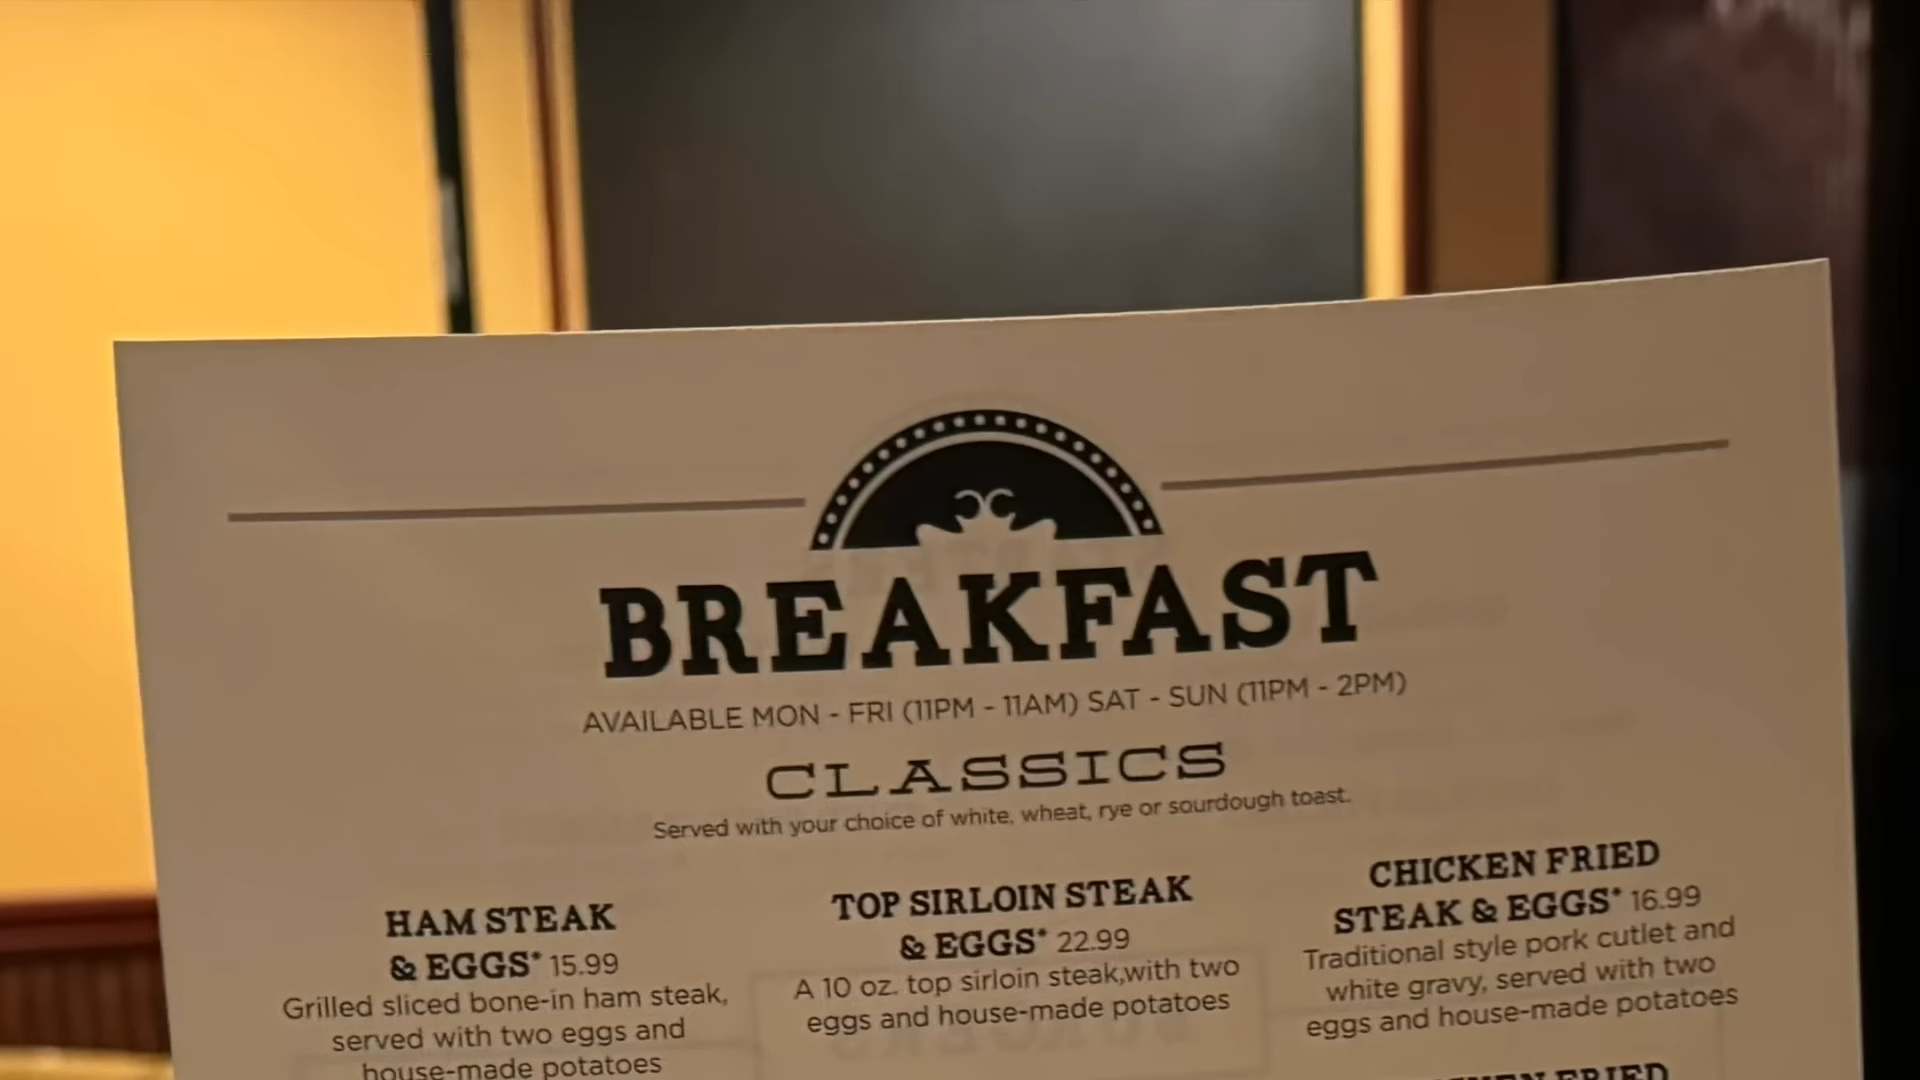 BREAKFAST
AVAILABLE MON - FRI (11PM - 11AM) SAT - SUN (11PM - 2PM)
CLASSICS
Served with your choice of white, wheat, rye or sourdough toast.
HAM STEAK
& EGGS* 15.99
Grilled sliced bone-in ham steak,
served with two eggs and
house-made potatoes
TOP SIRLOIN STEAK
& EGGS* 22.99
A 10 oz. top sirloin steak,with two
eggs and house-made potatoes
CHICKEN FRIED
STEAK & EGGS* 16.99
Traditional style pork cutlet and
white gravy, served with two
eggs and house-made potatoes
FRIED